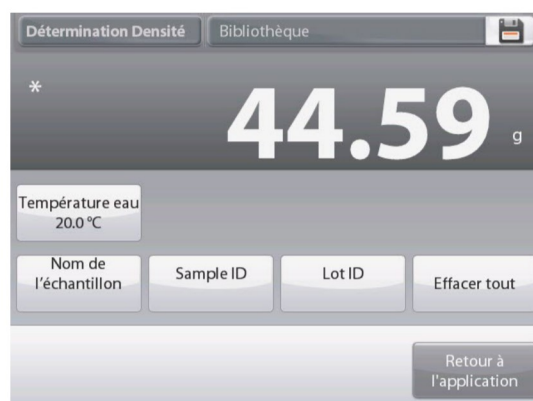 Détermination Densité
Bibliothèque
*
44.59 g
Température eau
20.0 °C
Nom de
l'échantillon
Sample ID
Lot ID
Effacer tout
Retour à
l'application